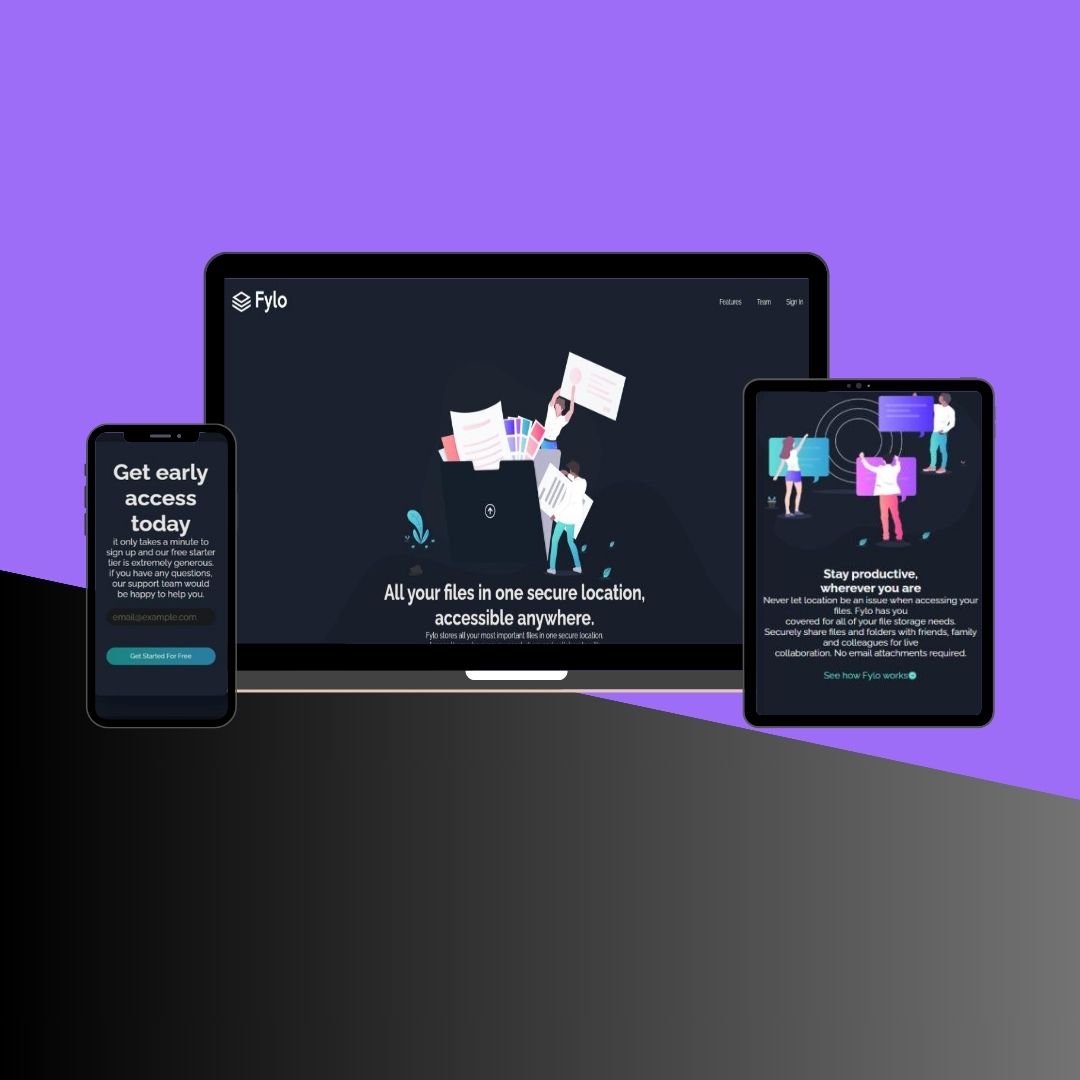 Fylo
Features Team Sign In
All your files in one secure location,
accessible anywhere.
Fylo stores all your most important files in one secure location.
Get early
access
today
it only takes a minute to
sign up and our free starter
tier is extremely generous.
if you have any questions,
our support team would
be happy to help you.
email@example.com
Get Started For Free
Stay productive,
wherever you are
Never let location be an issue when accessing your
files. Fylo has you
covered for all of your file storage needs.
Securely share files and folders with friends, family
and colleagues for live
collaboration. No email attachments required.
See how Fylo works